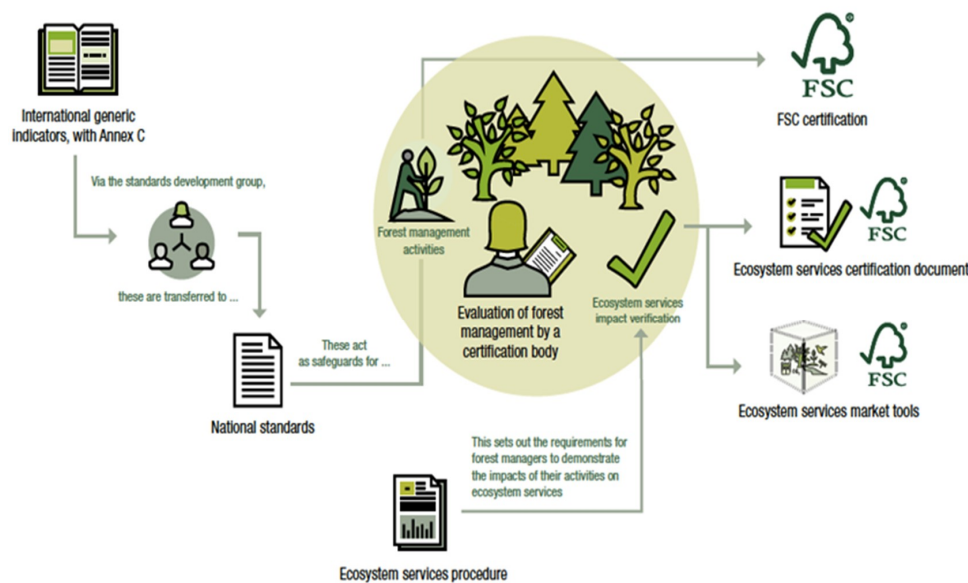 International generic
indicators, with Annex C
Via the standards development group,
these are transferred to ...
National standards
These act
as safeguards for ...
Forest management
activities
Evaluation of forest
management by a
certification body
Ecosystem services
impact verification
This sets out the requirements for
forest managers to demonstrate
the impacts of their activities on
ecosystem services
Ecosystem services procedure
®
FSC
FSC certification
®
FSC
Ecosystem services certification document
®
FSC
Ecosystem services market tools